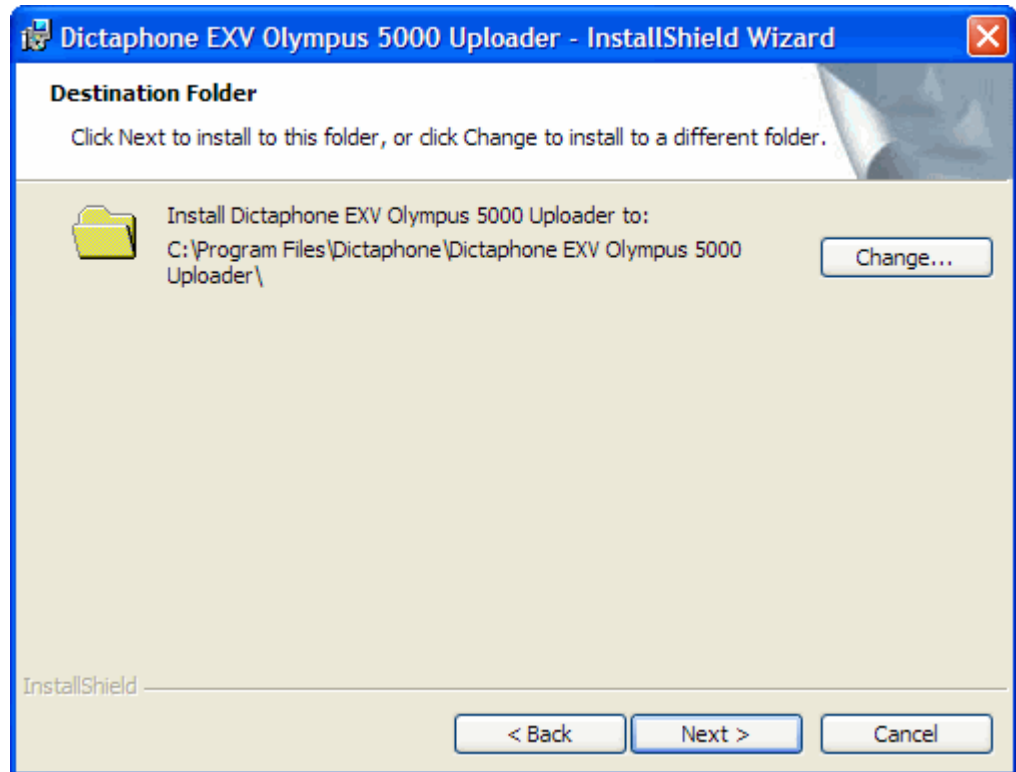 Dictaphone EXV Olympus 5000 Uploader - InstallShield Wizard
Destination Folder
Click Next to install to this folder, or click Change to install to a different folder.
Install Dictaphone EXV Olympus 5000 Uploader to:
C:\Program Files\Dictaphone\Dictaphone EXV Olympus 5000
Uploader\
Change...
InstallShield
< Back
Next >
Cancel